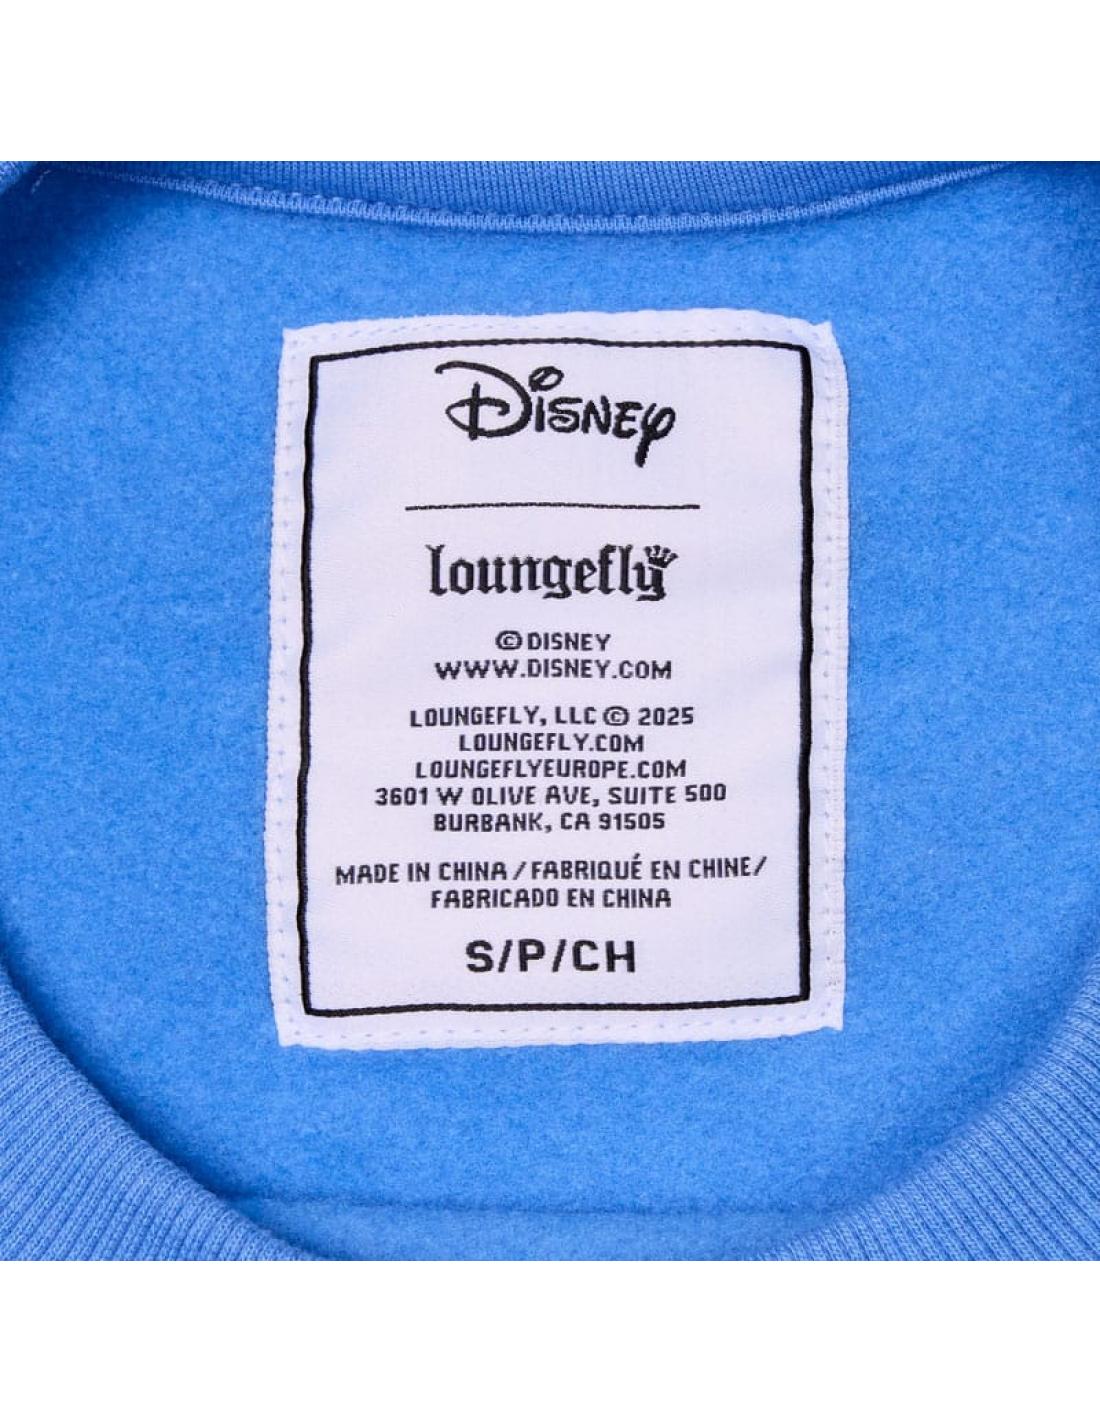 Disney
loungefly
© DISNEY
WWW.DISNEY.COM
LOUNGEFLY, LLC © 2025
LOUNGEFLY.COM
LOUNGEFLYEUROPE.COM
3601 W OLIVE AVE, SUITE 500
BURBANK, CA 91505
MADE IN CHINA / FABRIQUÉ EN CHINE/
FABRICADO EN CHINA
S/P/CH